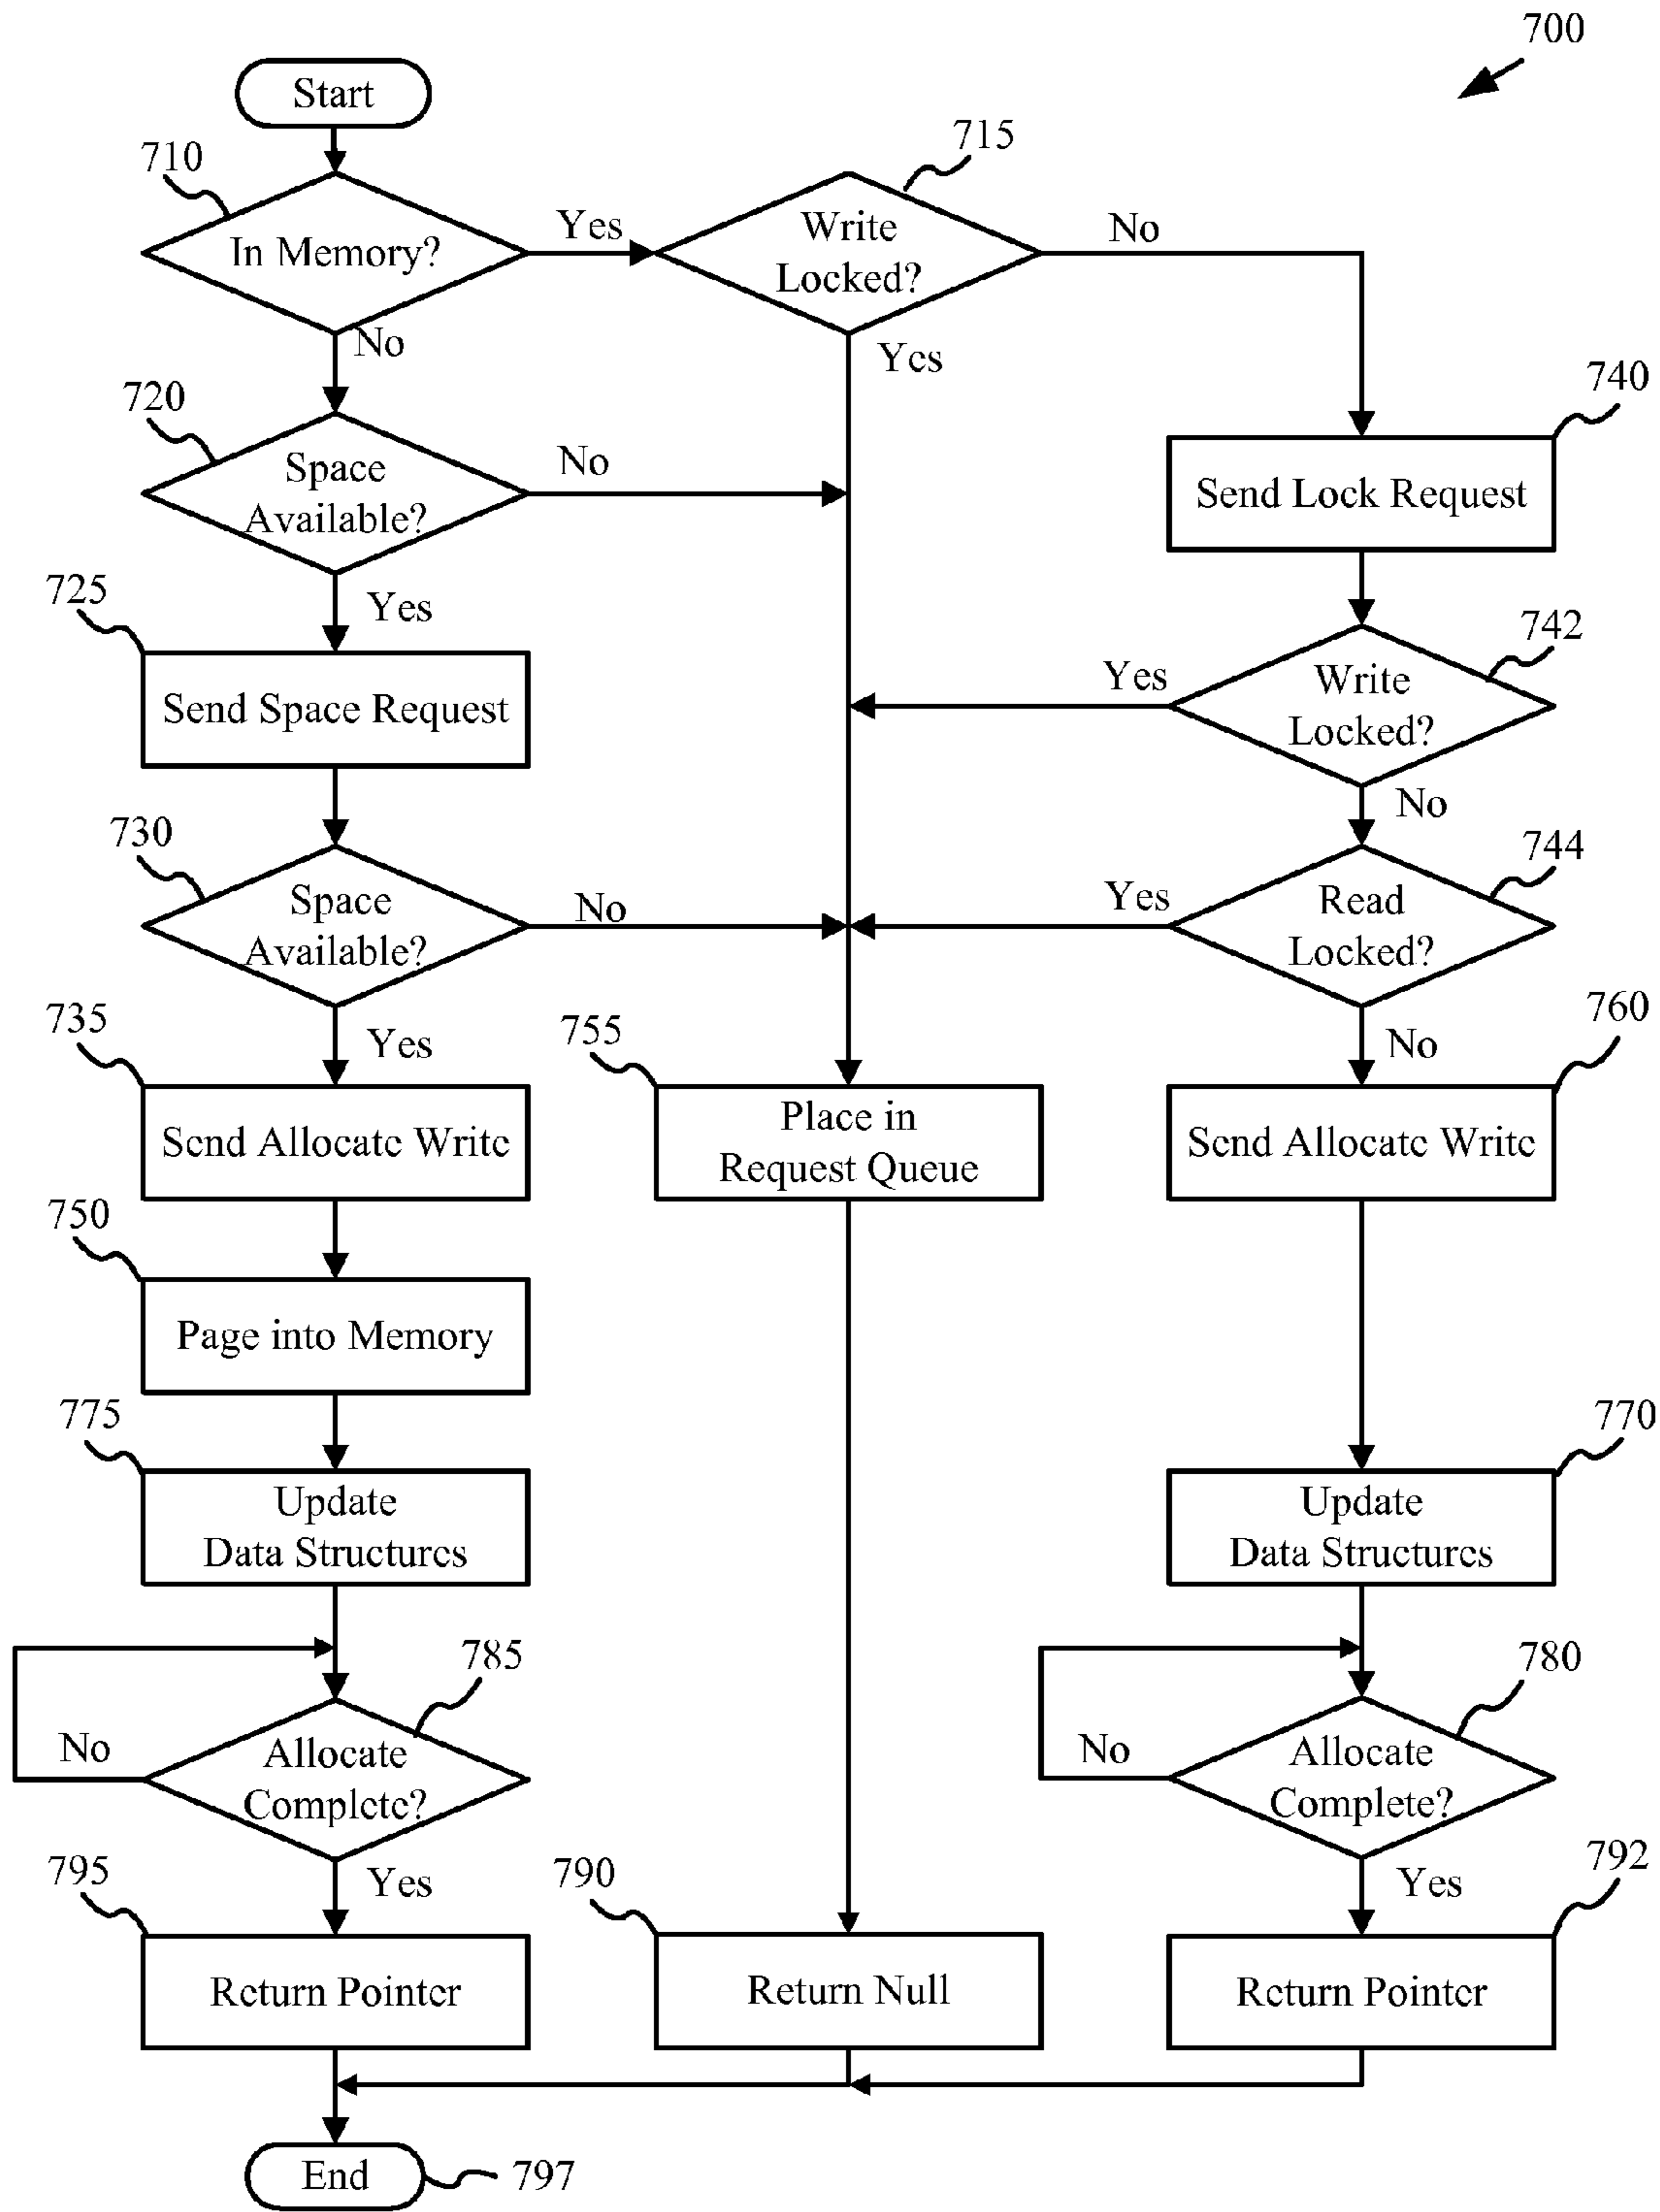 700
Start
710
In Memory?
Yes
715
Write
Locked?
No
No
Yes
720
Space
Available?
No
740
Send Lock Request
Yes
725
Send Space Request
742
Write
Locked?
Yes
No
730
Space
Available?
No
744
Read
Locked?
Yes
Yes
No
735
Send Allocate Write
755
Place in
Request Queue
760
Send Allocate Write
750
Page into Memory
775
Update
Data Structures
770
Update
Data Structures
785
Allocate
Complete?
No
780
Allocate
Complete?
No
Yes
Yes
795
Return Pointer
790
Return Null
792
Return Pointer
End
797